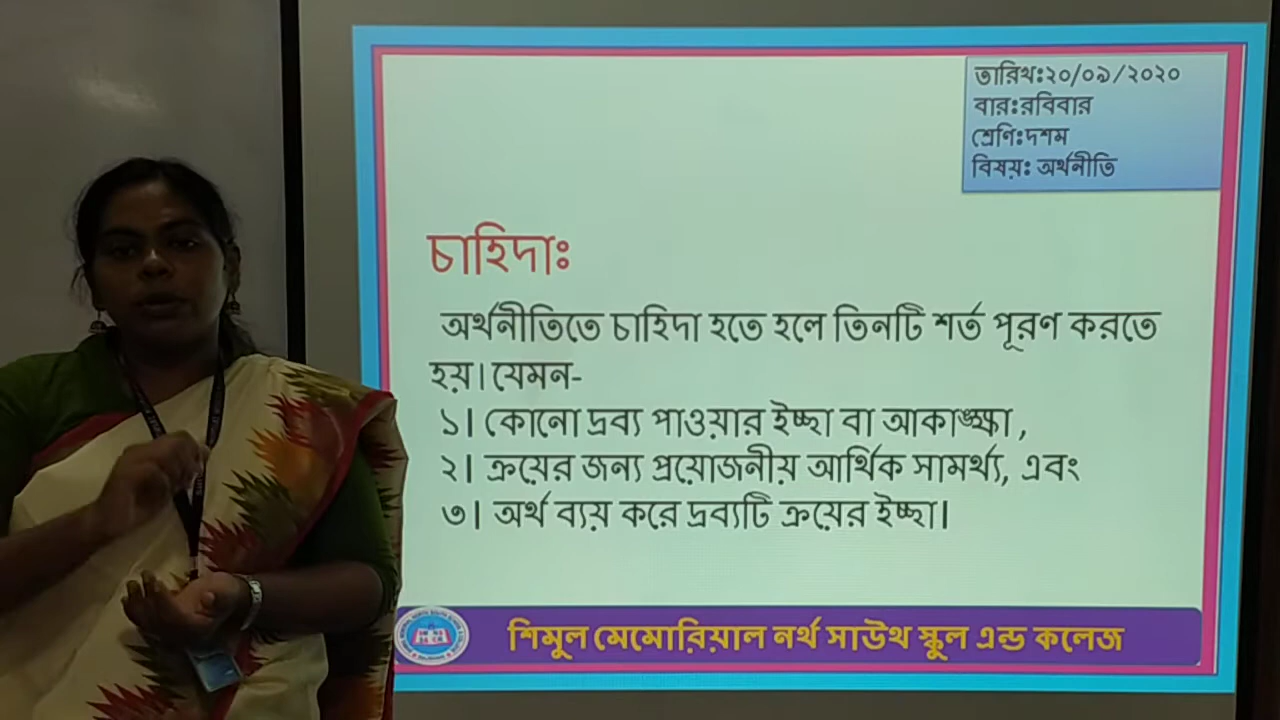 তারিখঃ২০/০৯/২০২০
বারঃরবিবার
শ্রেণিঃদশম
বিষয়ঃ অর্থনীতি
চাহিদাঃ
অর্থনীতিতে চাহিদা হতে হলে তিনটি শর্ত পূরণ করতে
হয়। যেমন-
১। কোনো দ্রব্য পাওয়ার ইচ্ছা বা আকাঙ্ক্ষা,
২। ক্রয়ের জন্য প্রয়োজনীয় আর্থিক সামর্থ্য, এবং
৩। অর্থ ব্যয় করে দ্রব্যটি ক্রয়ের ইচ্ছা।
শিমুল মেমোরিয়াল নর্থ সাউথ স্কুল এন্ড কলেজ